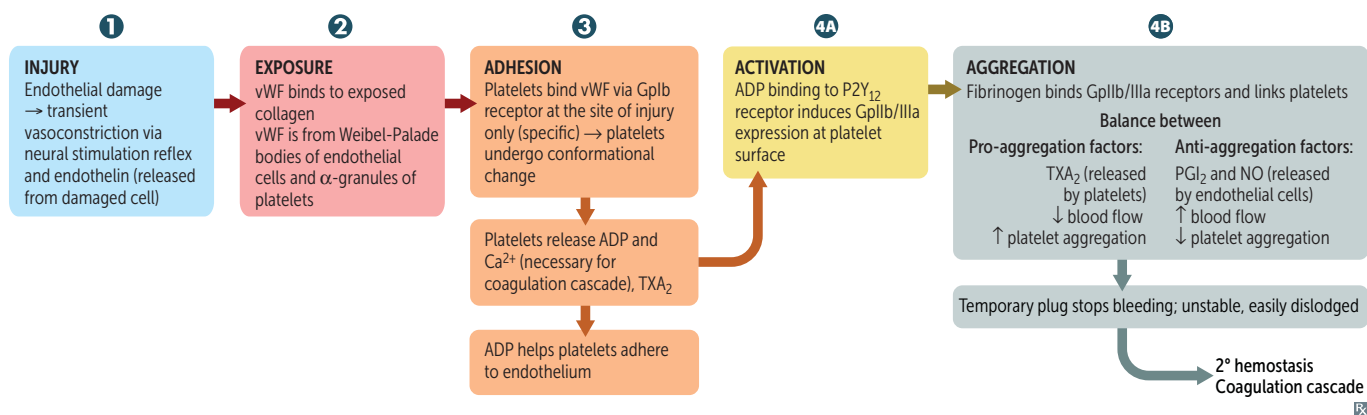 1
INJURY
Endothelial damage
→ transient
vasoconstriction via
neural stimulation reflex
and endothelin (released
from damaged cell)
2
EXPOSURE
vWF binds to exposed
collagen
vWF is from Weibel-Palade
bodies of endothelial
cells and α-granules of
platelets
3
ADHESION
Platelets bind vWF via GpIb
receptor at the site of injury
only (specific) → platelets
undergo conformational
change
Platelets release ADP and
Ca²⁺ (necessary for
coagulation cascade), TXA₂
ADP helps platelets adhere
to endothelium
4A
ACTIVATION
ADP binding to P2Y₁₂
receptor induces GpIIb/IIIa
expression at platelet
surface
4B
AGGREGATION
Fibrinogen binds GpIIb/IIIa receptors and links platelets
Balance between
Pro-aggregation factors:
TXA₂ (released
by platelets)
↓ blood flow
↑ platelet aggregation
Anti-aggregation factors:
PGI₂ and NO (released
by endothelial cells)
↑ blood flow
↓ platelet aggregation
Temporary plug stops bleeding; unstable, easily dislodged
2° hemostasis
Coagulation cascade
℞